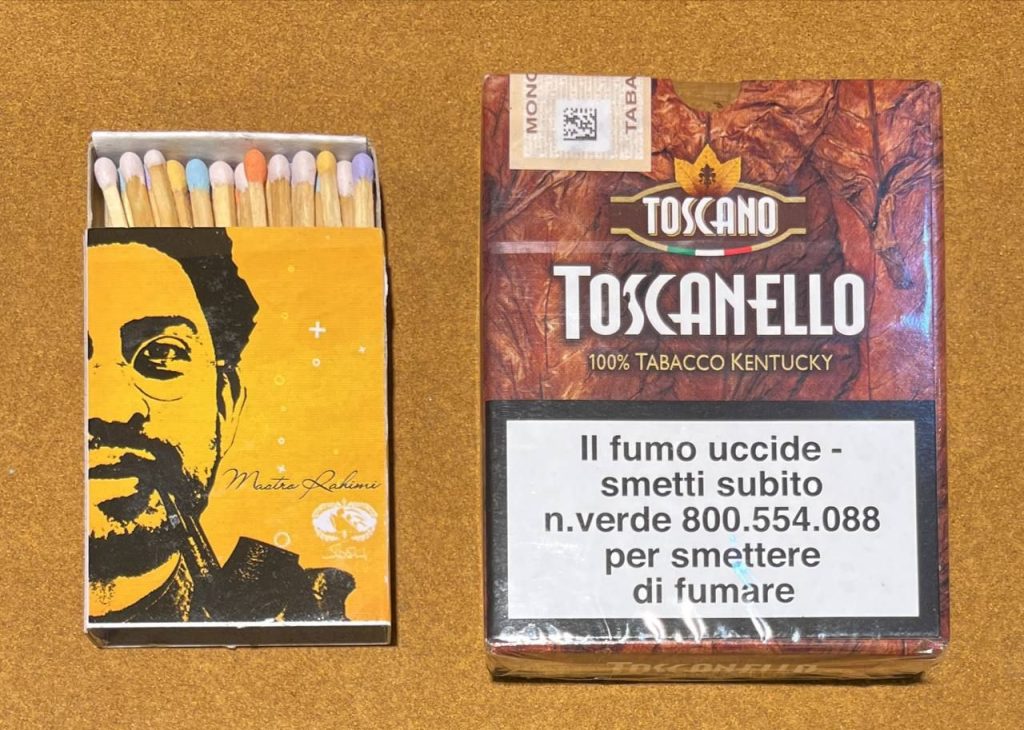 Mastro Rahimi
MONO
TABA
TOSCANO
TOSCANELLO
100% TABACCO KENTUCKY
Il fumo uccide -
smetti subito
n.verde 800.554.088
per smettere
di fumare
TOSCANELLO